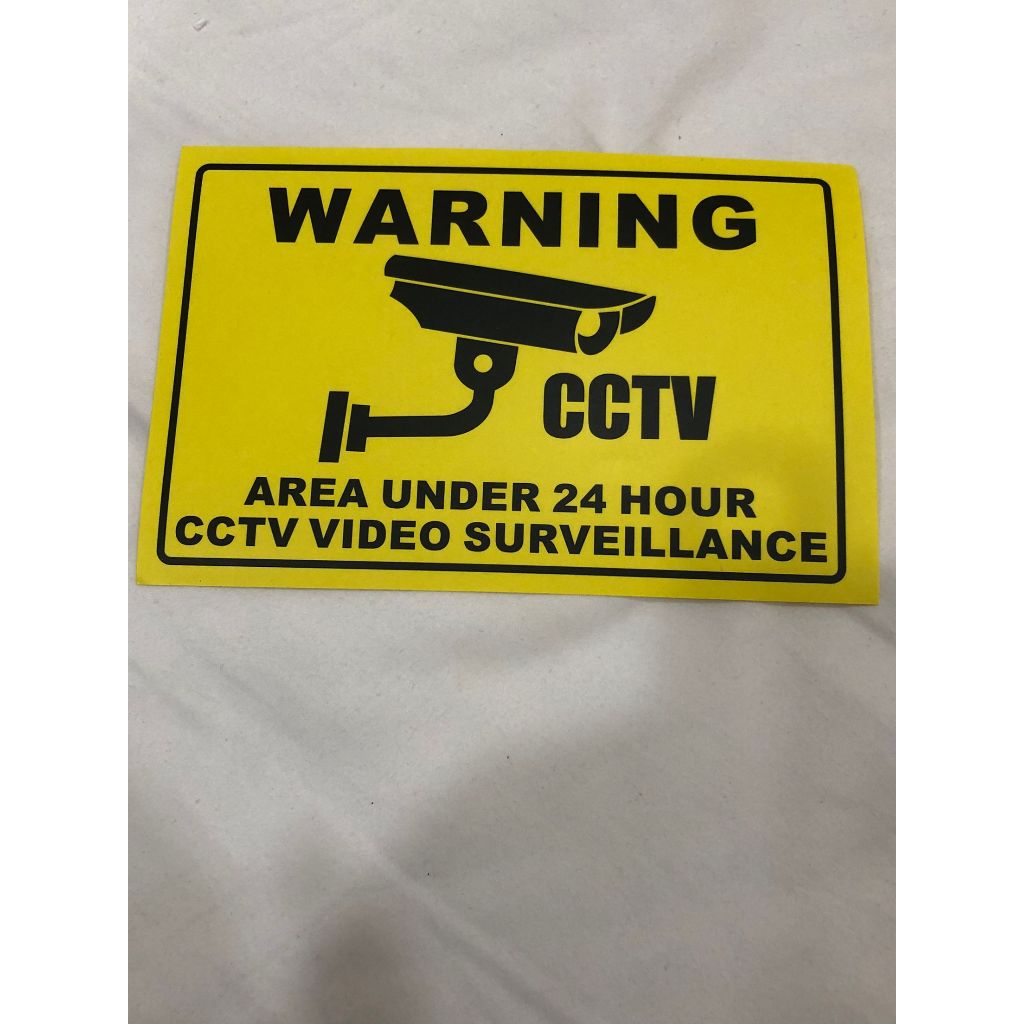 WARNING
CCTV
AREA UNDER 24 HOUR
CCTV VIDEO SURVEILLANCE